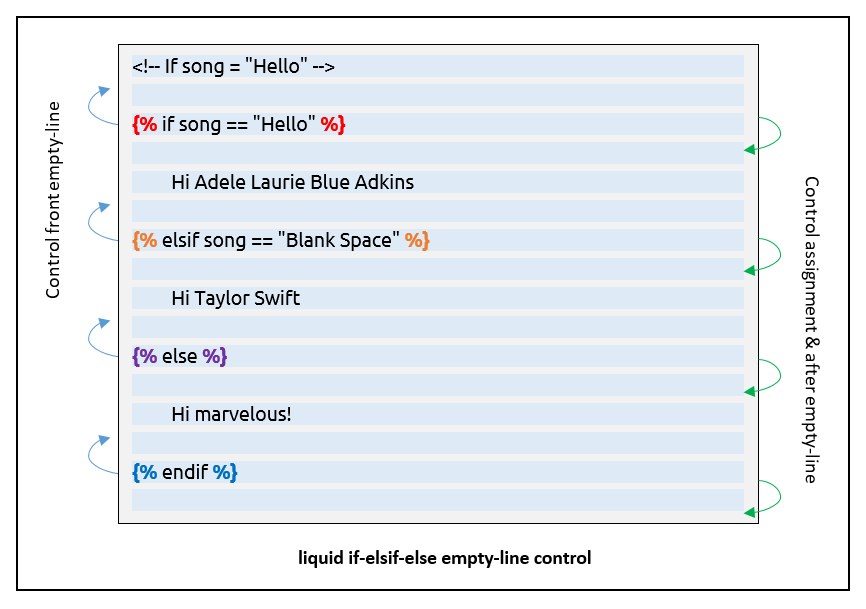 <!-- If song = "Hello" -->
{% if song == "Hello" %}
Hi Adele Laurie Blue Adkins
{% elsif song == "Blank Space" %}
Hi Taylor Swift
{% else %}
Hi marvelous!
{% endif %}
Control front empty-line
Control assignment & after empty-line
liquid if-elsif-else empty-line control